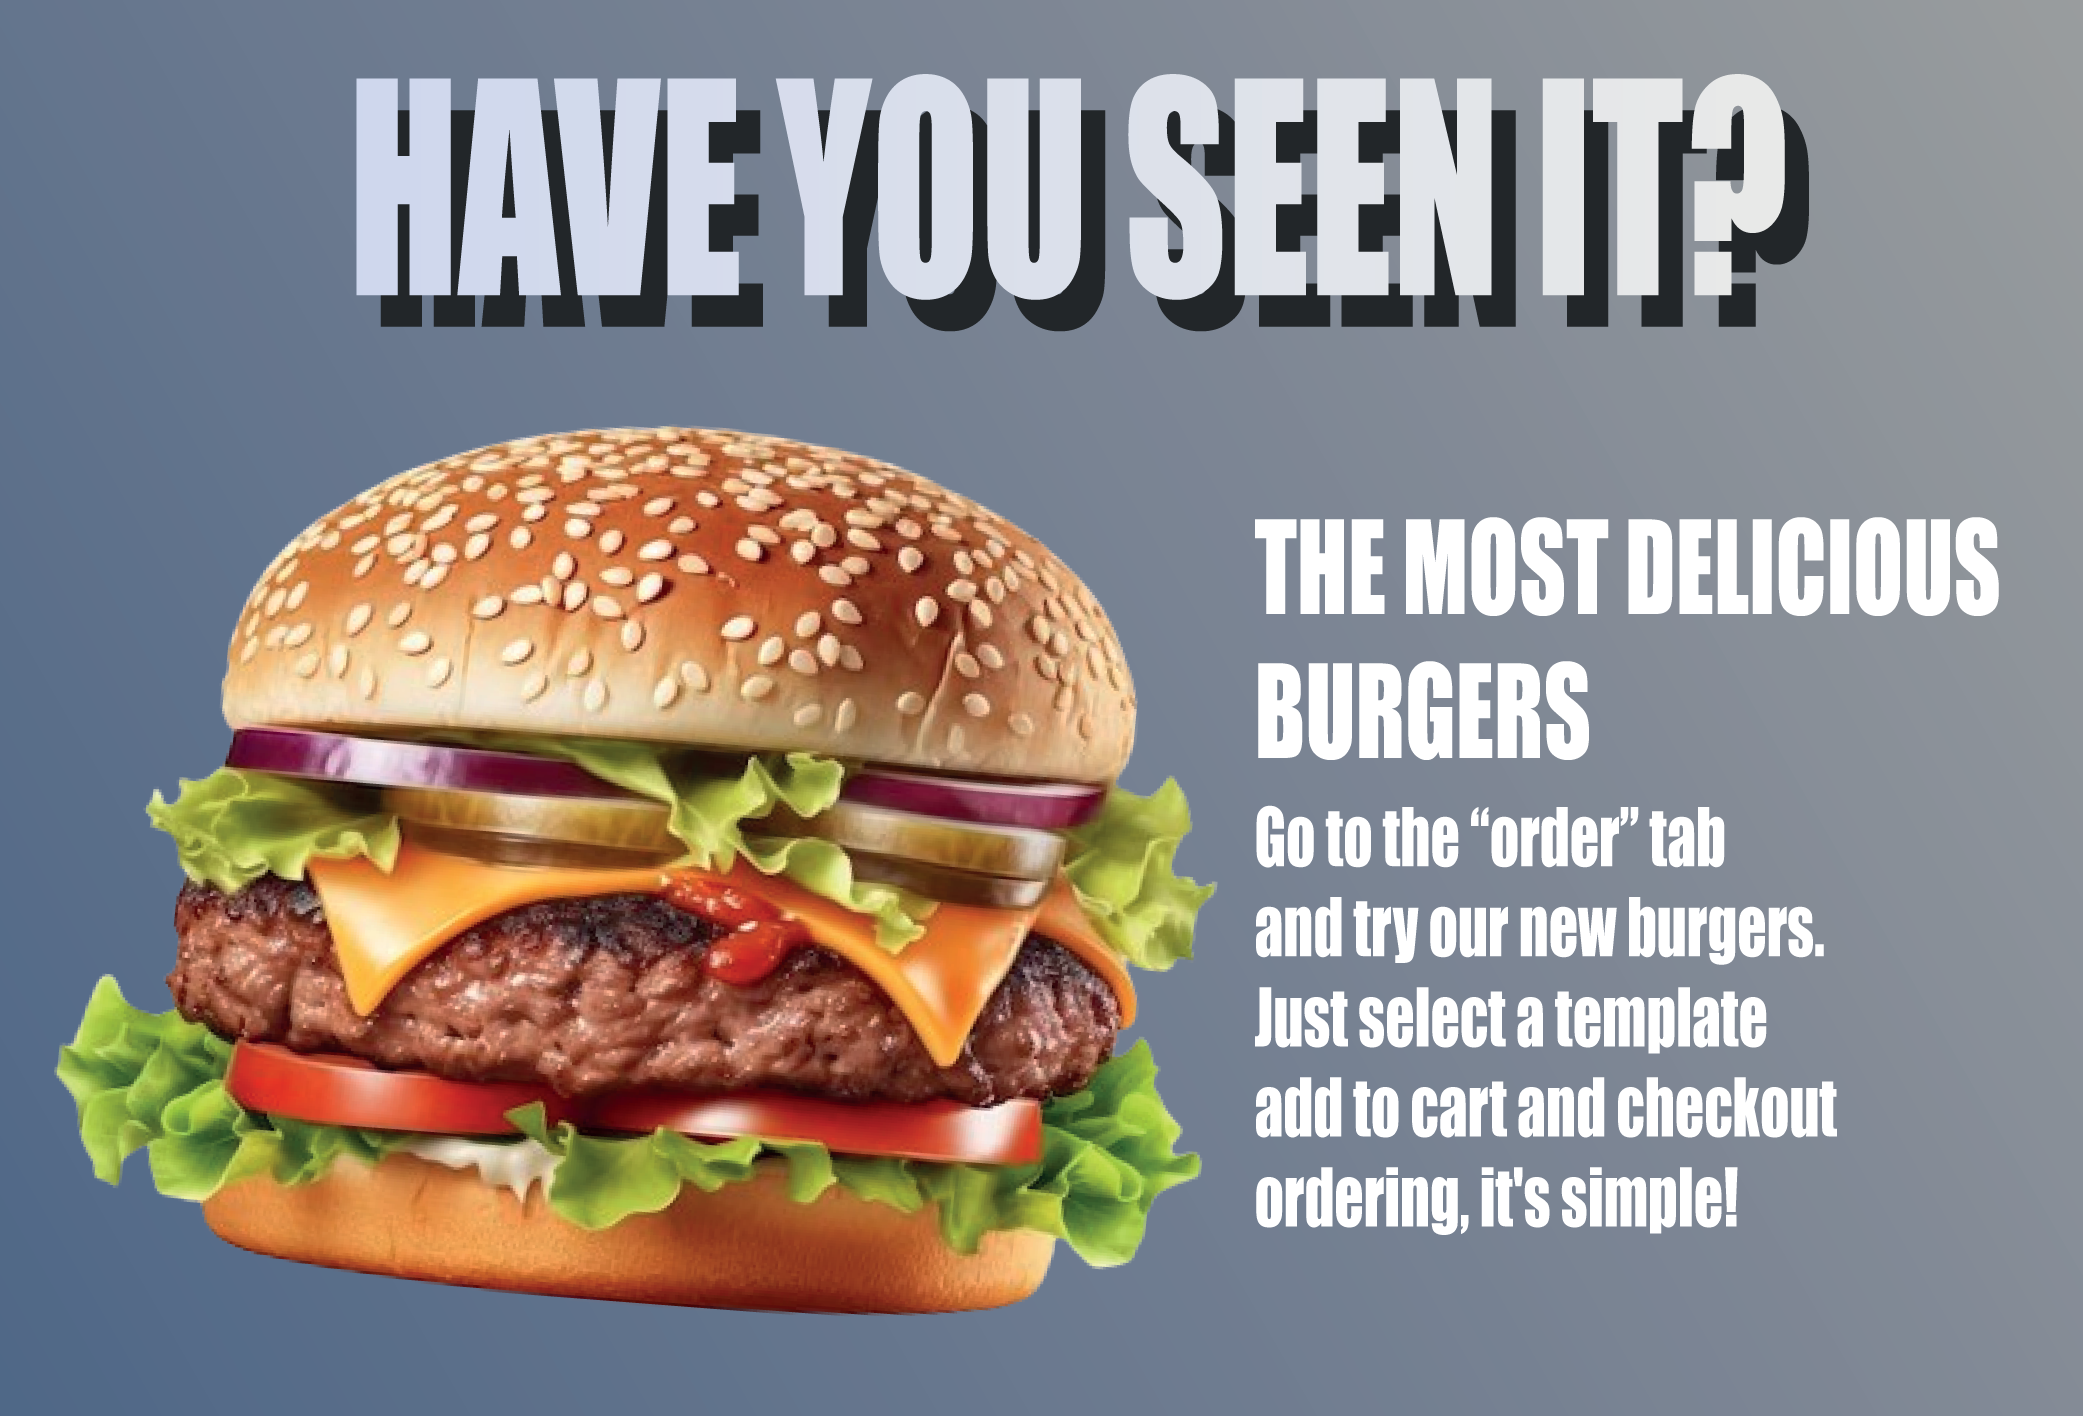 HAVE YOU SEEN IT?
THE MOST DELICIOUS
BURGERS
Go to the “order” tab
and try our new burgers.
Just select a template
add to cart and checkout
ordering, it's simple!